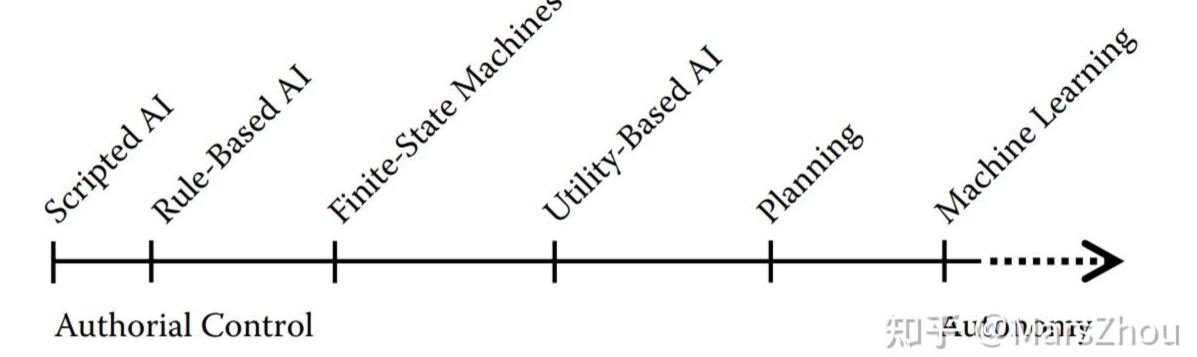 Scripted AI
Rule-Based AI
Finite-State Machines
Utility-Based AI
Planning
Machine Learning
Authorial Control
Autonomy
知乎 @MarsZhou